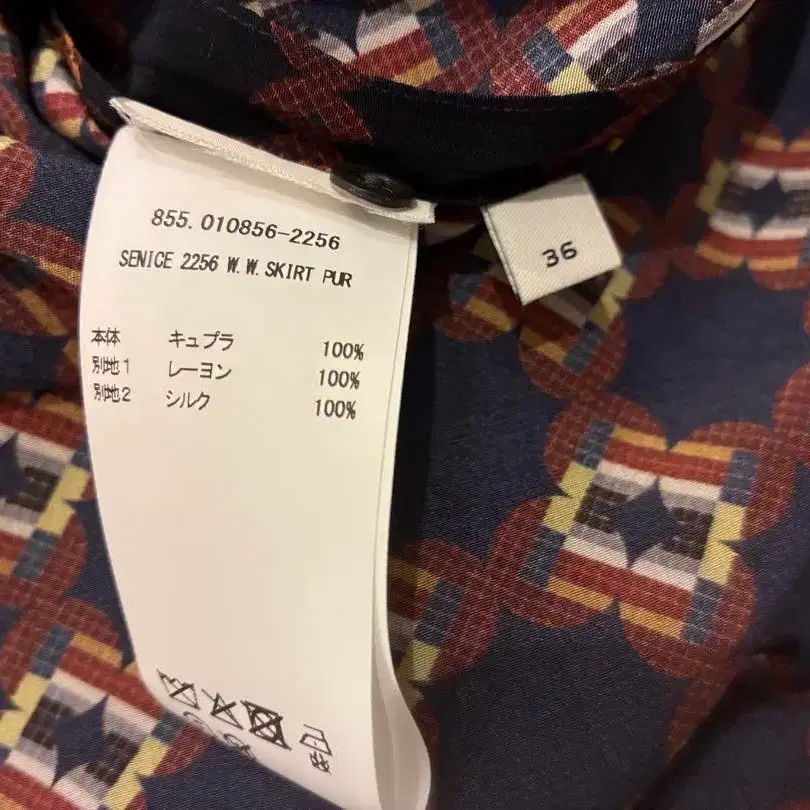 855.010856-2256
SENICE 2256 W.W.SKIRT PUR
本体 キュプラ 100%
別地1 レーヨン 100%
別地2 シルク 100%
36